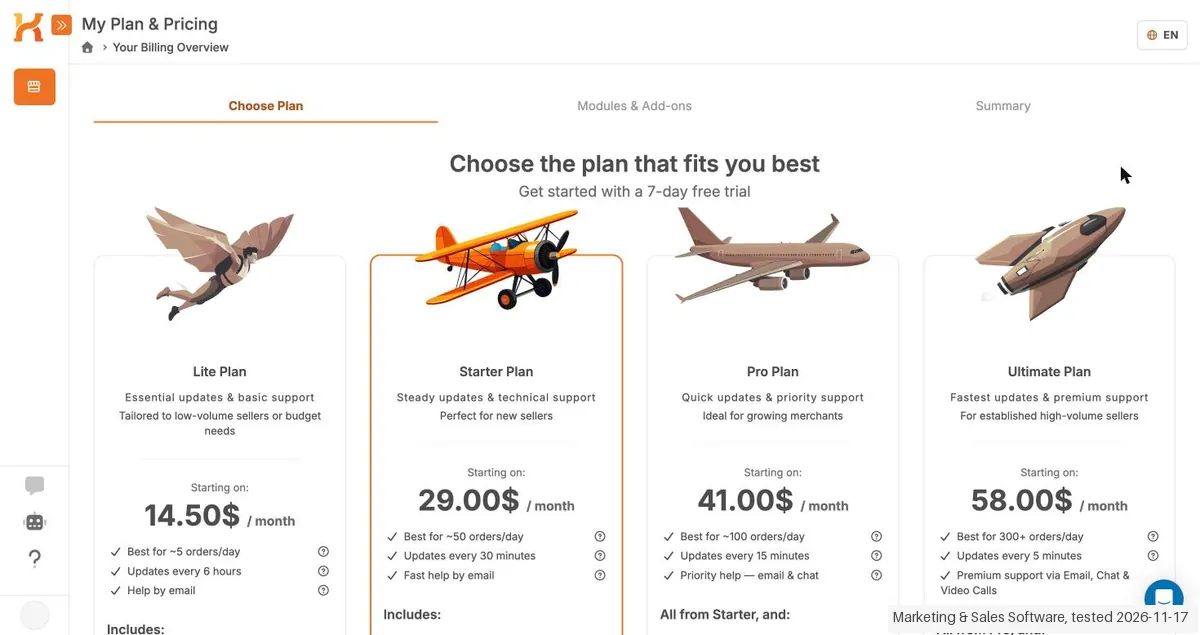 My Plan & Pricing
Your Billing Overview
EN
Choose Plan
Modules & Add-ons
Summary
Choose the plan that fits you best
Get started with a 7-day free trial
Lite Plan
Essential updates & basic support
Tailored to low-volume sellers or budget
needs
Starting on:
14.50$ / month
Best for ~5 orders/day
Updates every 6 hours
Help by email
Includes:
Starter Plan
Steady updates & technical support
Perfect for new sellers
Starting on:
29.00$ / month
Best for ~50 orders/day
Updates every 30 minutes
Fast help by email
Includes:
Pro Plan
Quick updates & priority support
Ideal for growing merchants
Starting on:
41.00$ / month
Best for ~100 orders/day
Updates every 15 minutes
Priority help — email & chat
All from Starter, and:
Ultimate Plan
Fastest updates & premium support
For established high-volume sellers
Starting on:
58.00$ / month
Best for 300+ orders/day
Updates every 5 minutes
Premium support via Email, Chat &
Video Calls
Marketing & Sales Software, tested 2026-11-17